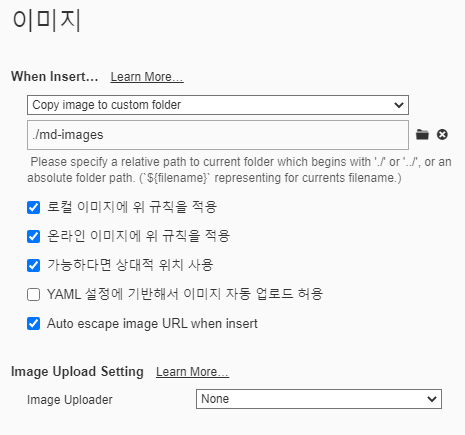 이미지
When Insert... Learn More...
Copy image to custom folder
./md-images
Please specify a relative path to current folder which begins with './' or '../', or an
absolute folder path. (`${filename}` representing for currents filename.)
로컬 이미지에 위 규칙을 적용
온라인 이미지에 위 규칙을 적용
가능하다면 상대적 위치 사용
YAML 설정에 기반해서 이미지 자동 업로드 허용
Auto escape image URL when insert
Image Upload Setting Learn More...
Image Uploader None